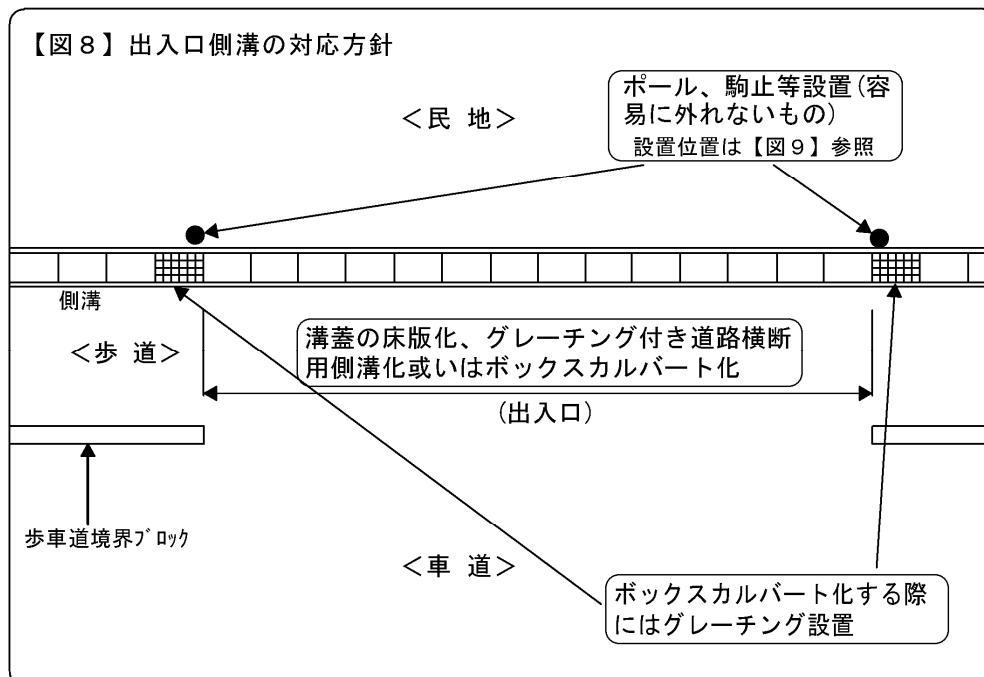 【図８】出入口側溝の対応方針
ポール、駒止等設置(容
易に外れないもの)
設置位置は【図９】参照
＜民 地＞
側溝
＜歩 道＞
溝蓋の床版化、グレーチング付き道路横断
用側溝化或いはボックスカルバート化
(出入口)
歩車道境界ﾌﾞﾛｯｸ
＜車 道＞
ボックスカルバート化する際
にはグレーチング設置